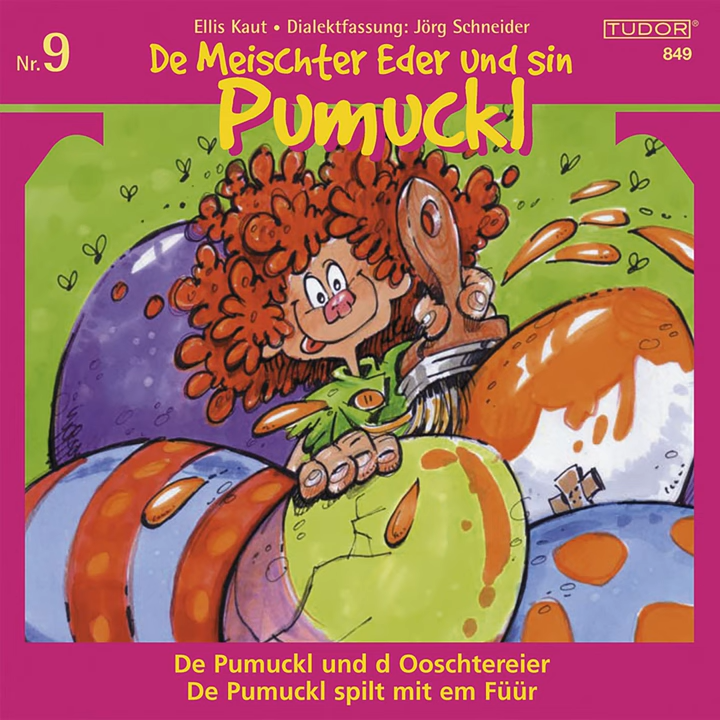 Ellis Kaut • Dialektfassung: Jörg Schneider
TUDOR®
849
Nr. 9
De Meischter Eder und sin
Pumuckl
De Pumuckl und d Ooschtereier
De Pumuckl spilt mit em Füür